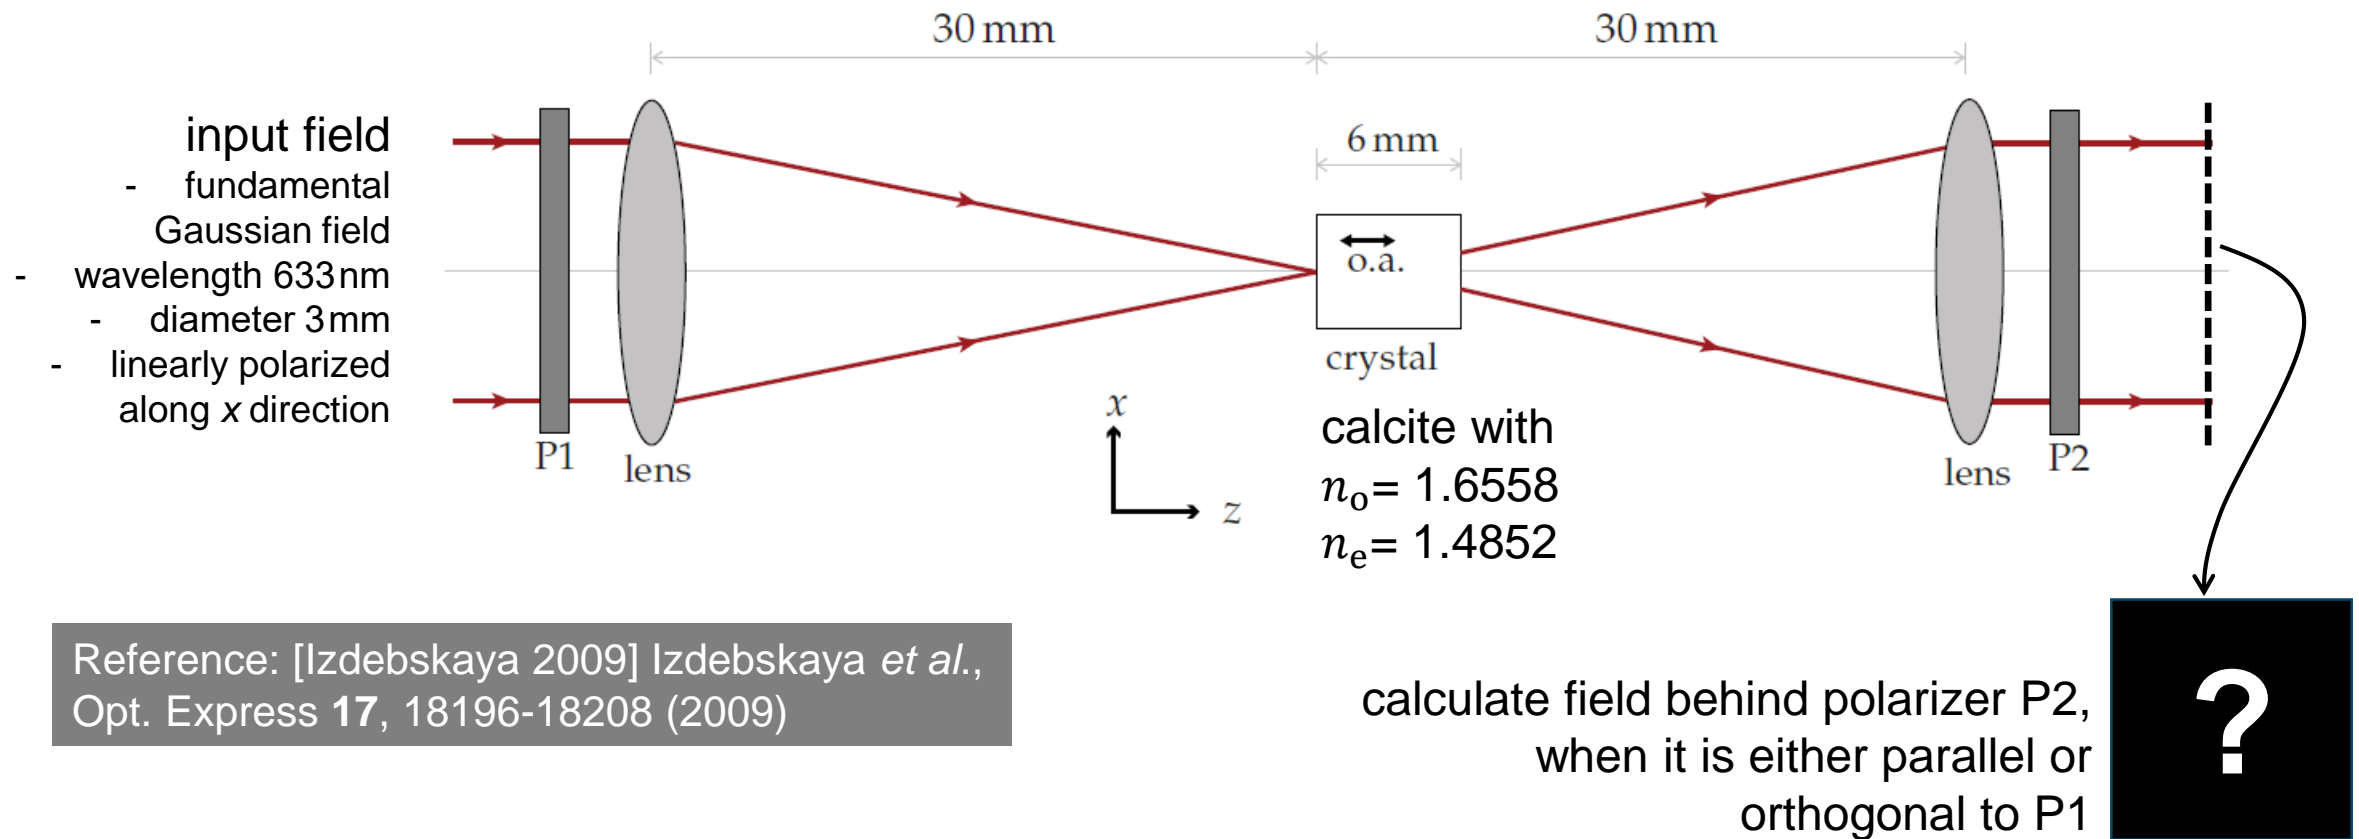 30 mm
30 mm
input field
- fundamental
Gaussian field
- wavelength 633 nm
- diameter 3 mm
- linearly polarized
along x direction
P1
lens
6 mm
o.a.
crystal
x
z
calcite with
nₒ= 1.6558
nₑ= 1.4852
lens
P2
Reference: [Izdebskaya 2009] Izdebskaya et al.,
Opt. Express 17, 18196-18208 (2009)
calculate field behind polarizer P2,
when it is either parallel or
orthogonal to P1
?